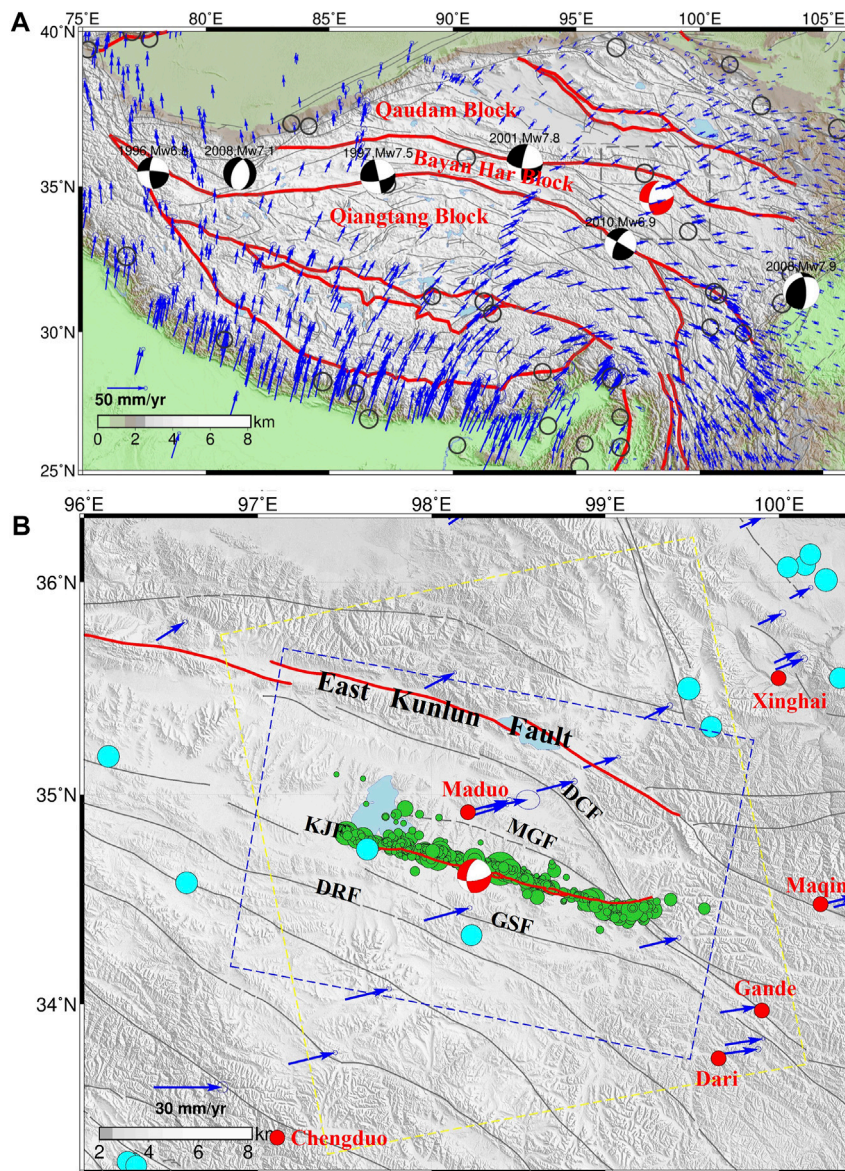 A
75°E 80°E 85°E 90°E 95°E 100°E 105°E
40°N
Qaudam Block
1996,Mw6.8 2008,Mw7.1 1997,Mw7.5 2001,Mw7.8
Bayan Har Block
35°N
Qiangtang Block
2010,Mw6.9
2008,Mw7.9
30°N
50 mm/yr
km
0 2 4 6 8
25°N
B
96°E 97°E 98°E 99°E 100°E
36°N
Xinghai
East Kunlun Fault
35°N
Maduo
DCF
KJF
MGF
DRF
GSF
Maqin
34°N
Gande
Dari
30 mm/yr
km
2 4 6 8
Chengduo